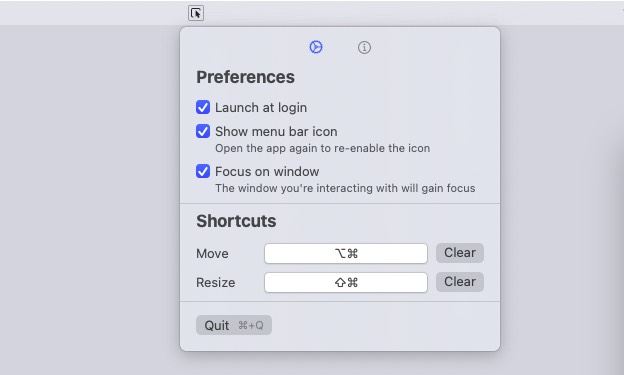 Preferences
Launch at login
Show menu bar icon
Open the app again to re-enable the icon
Focus on window
The window you're interacting with will gain focus
Shortcuts
Move ⌥⌘ Clear
Resize ⇧⌘ Clear
Quit ⌘+Q